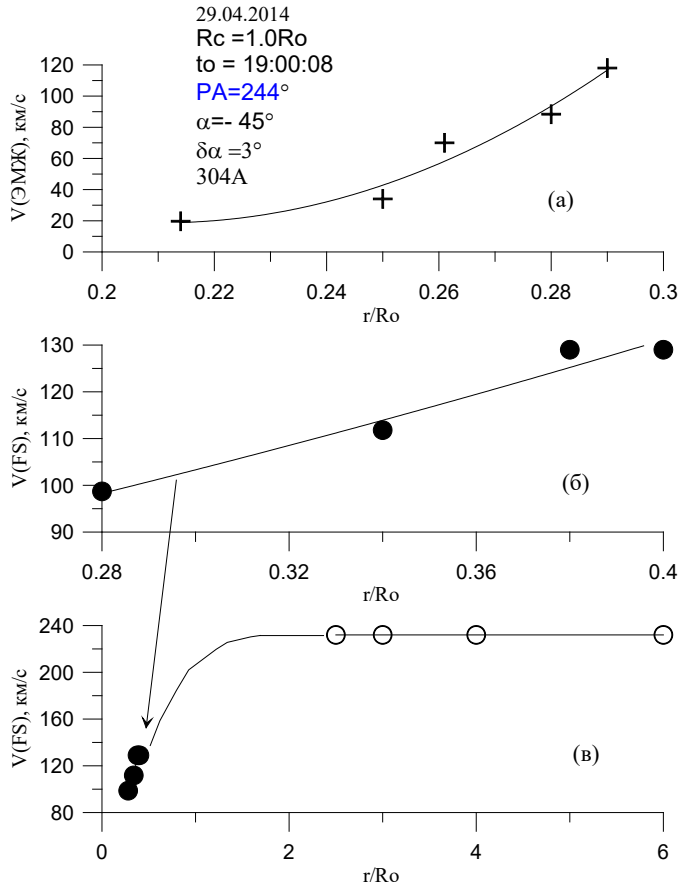 29.04.2014
Rc =1.0Ro
to = 19:00:08
PA=244°
α=- 45°
δα =3°
304A
V(ЭМЖ), км/с
120
100
80
60
40
20
0
(а)
0.2 0.22 0.24 0.26 0.28 0.3
r/Ro
V(FS), км/с
130
120
110
100
90
(б)
0.28 0.32 0.36 0.4
r/Ro
V(FS), км/с
240
200
160
120
80
(в)
0 2 4 6
r/Ro